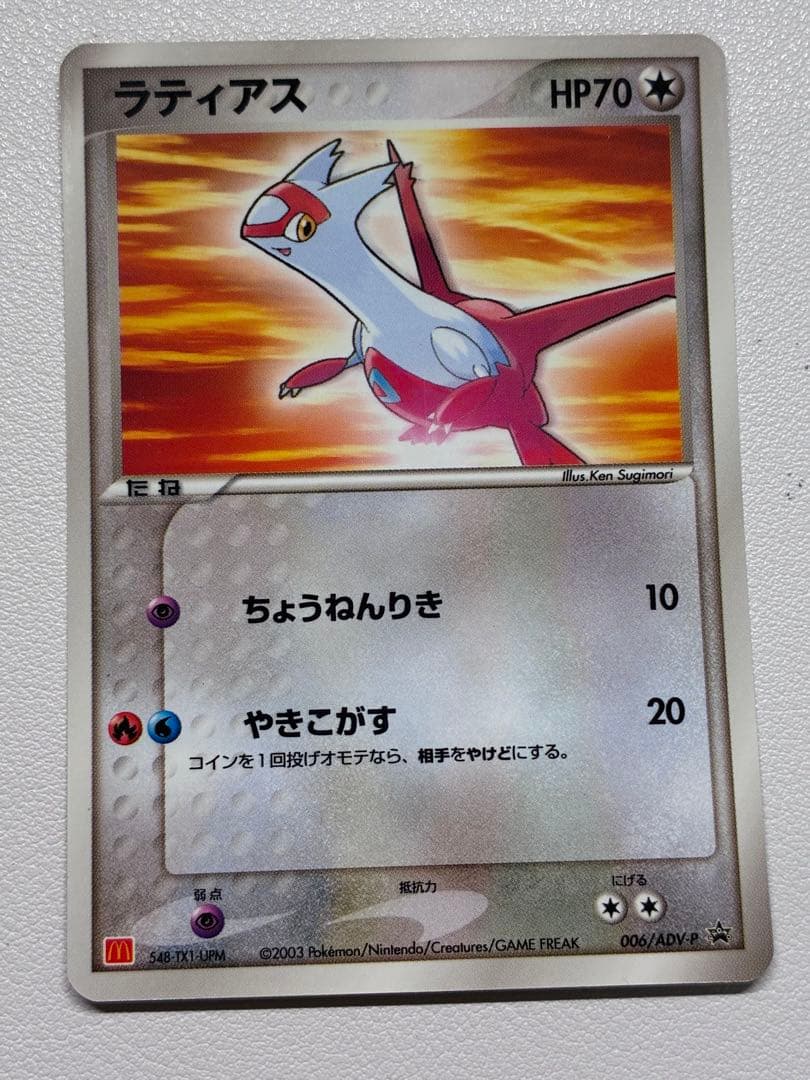 ラティアス HP70
Illus.Ken Sugimori
たね
ちょうねんりき 10
やきこがす 20
コインを1回投げオモテなら、相手をやけどにする。
弱点 抵抗力 にげる
548-TX1-UPM ©2003 Pokémon/Nintendo/Creatures/GAME FREAK 006/ADV-P